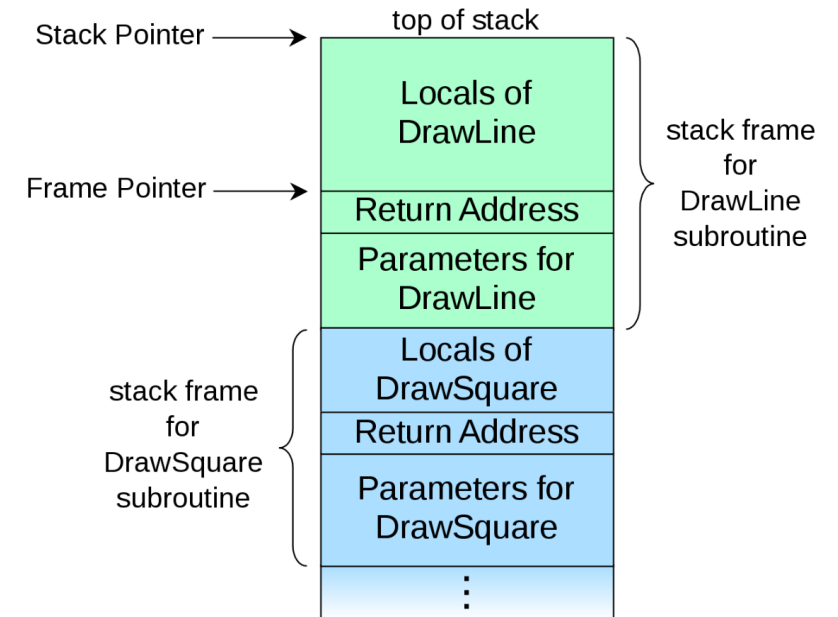 top of stack
Stack Pointer
Locals of
DrawLine
stack frame
for
DrawLine
subroutine
Frame Pointer
Return Address
Parameters for
DrawLine
Locals of
DrawSquare
stack frame
for
DrawSquare
subroutine
Return Address
Parameters for
DrawSquare
⋮